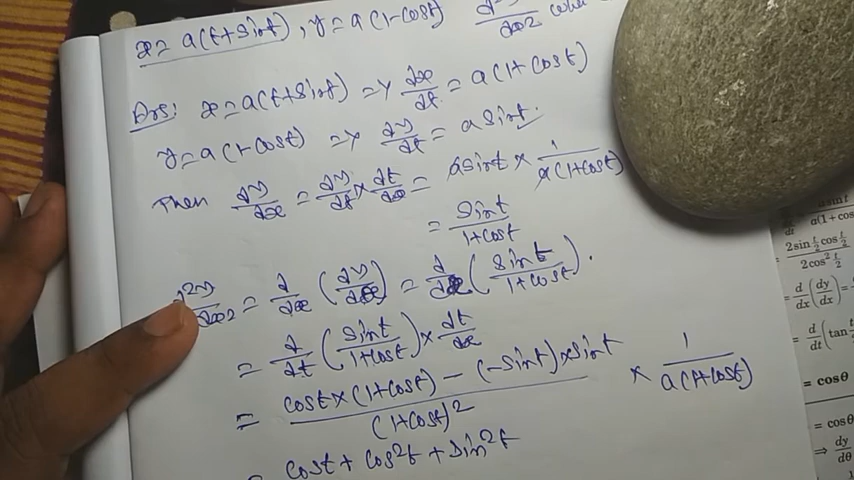 x = a(t+sint), y = a(1-cost) d²y/dx2
Ans: x = a(t+sint) => dx/dt = a(1+cost)
y = a(1-cost) => dy/dt = a sint.
Then dy/dx = dy/dt × dt/dx = a sint × 1/a(1+cost)
= sint/1+cost
d2y/dx2 = d/dx (dy/dx) = d/dx (sint/1+cost).
= d/dt (sint/1+cost) × dt/dx
= cost×(1+cost) - (-sint)×sint/(1+cost)2 × 1/a(1+cost)
= cost + cos2t + sin2t
a(1+cos
2sin t/2 cos t/2
2cos² t/2
= d/dx (dy/dx) =
= d/dt (tan
= cosθ
= cosθ
⇒ dy/dθ